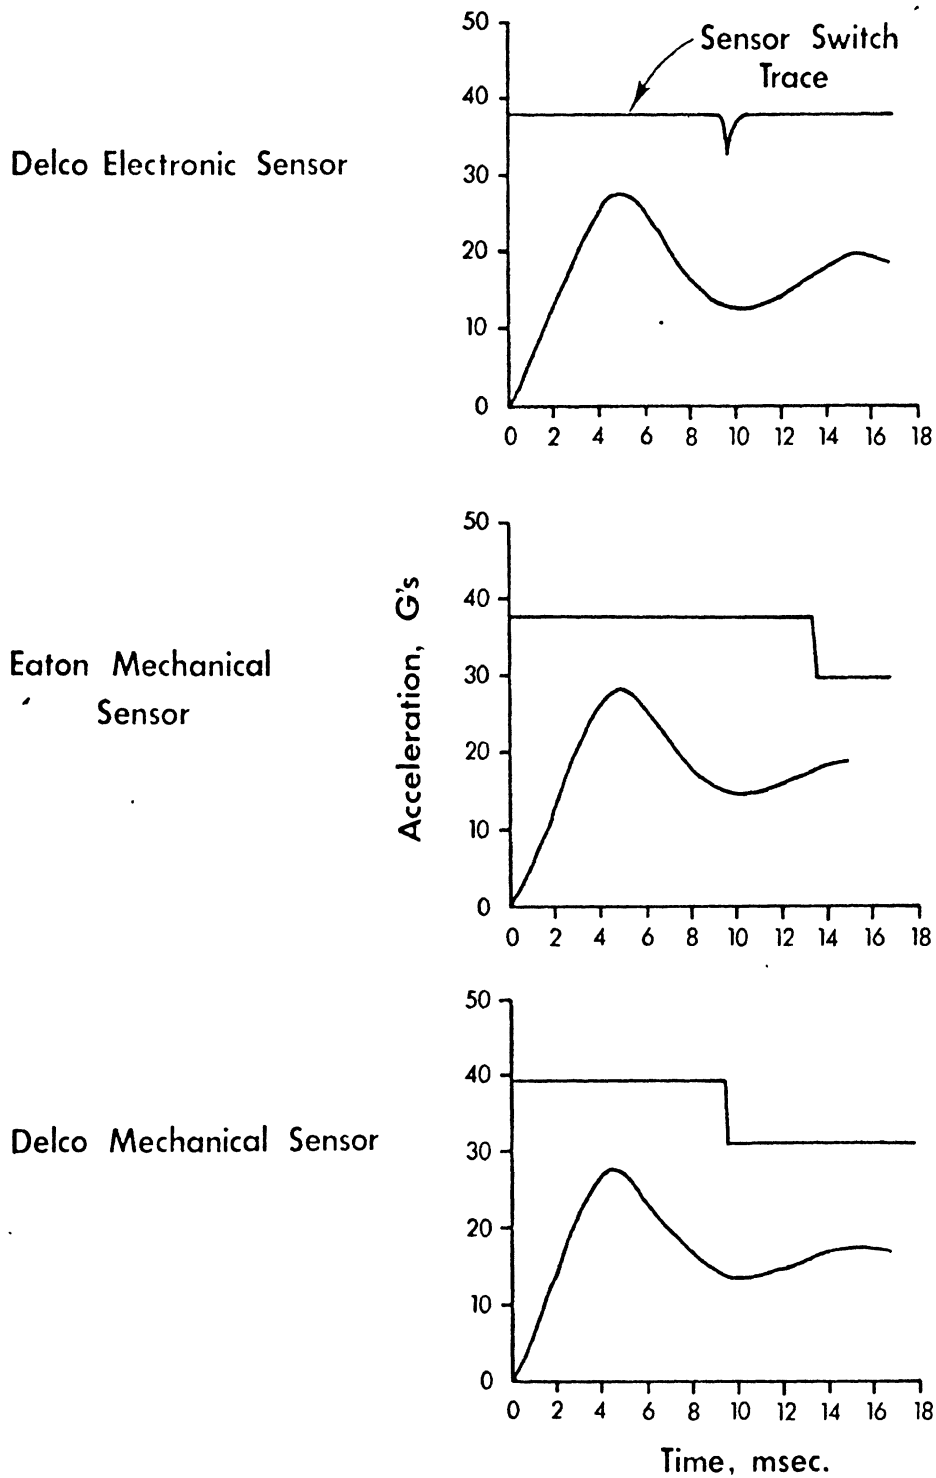 50
Sensor Switch
Trace
40
Delco Electronic Sensor
30
20
10
0
0 2 4 6 8 10 12 14 16 18
50
40
Eaton Mechanical
Sensor
Acceleration, G's
30
20
10
0
0 2 4 6 8 10 12 14 16 18
50
40
Delco Mechanical Sensor
30
20
10
0
0 2 4 6 8 10 12 14 16 18
Time, msec.